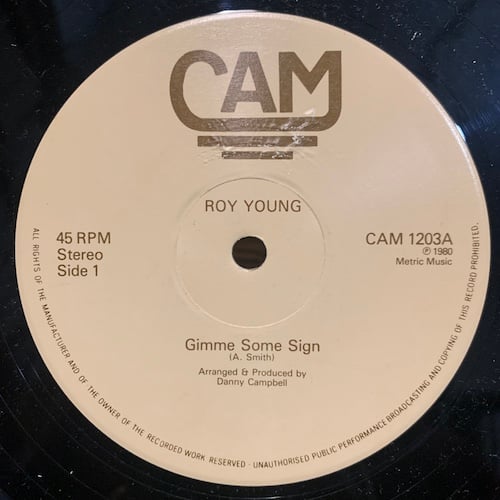 CAM
ROY YOUNG
45 RPM
Stereo
Side 1
CAM 1203A
℗ 1980
Metric Music
Gimme Some Sign
(A. Smith)
Arranged & Produced by
Danny Campbell
ALL RIGHTS OF THE MANUFACTURER AND OF THE OWNER OF THE RECORDED WORK RESERVED - UNAUTHORISED PUBLIC PERFORMANCE BROADCASTING AND COPYING OF THIS RECORD PROHIBITED.